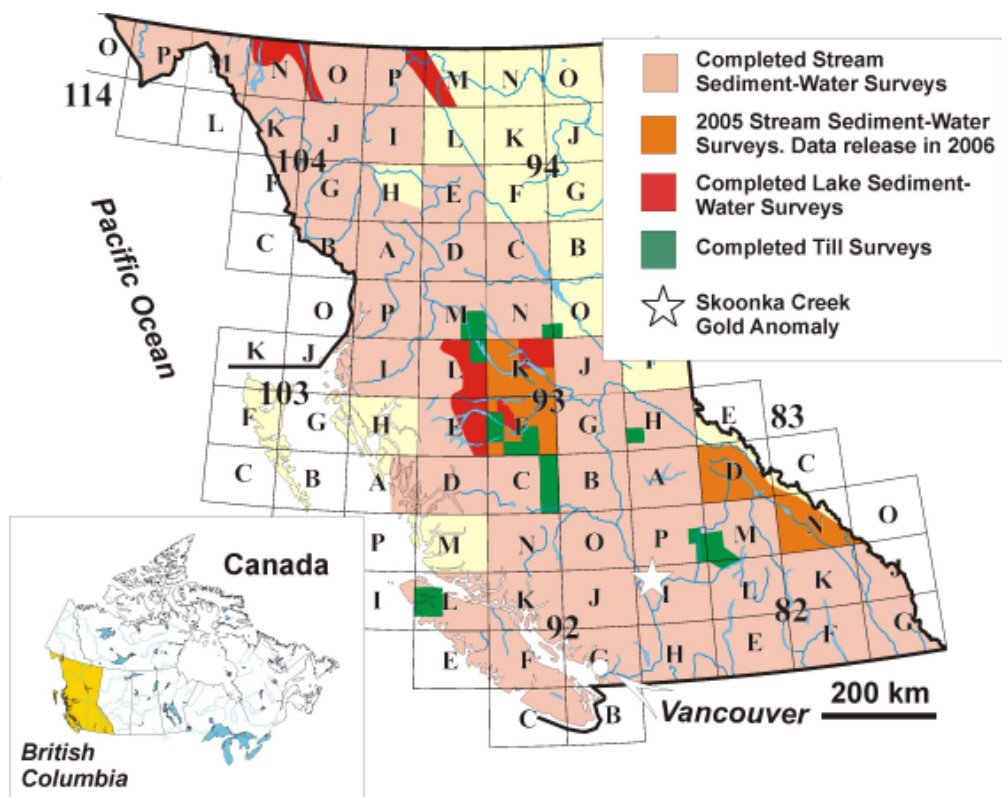 O P M N O P M N O
114
L K J I L K J
104 94
F G H E F G
C B A D C B
Pacific Ocean
O P M N O
K J I L K J
103 93
F G H E F G H E 83
C B A D C B A D C
P M N O P M N O
I L K J I L K J
92 82
E F G H E F G
C B
Vancouver
200 km
Completed Stream
Sediment-Water Surveys
2005 Stream Sediment-Water
Surveys. Data release in 2006
Completed Lake Sediment-
Water Surveys
Completed Till Surveys
Skoonka Creek
Gold Anomaly
Canada
British
Columbia